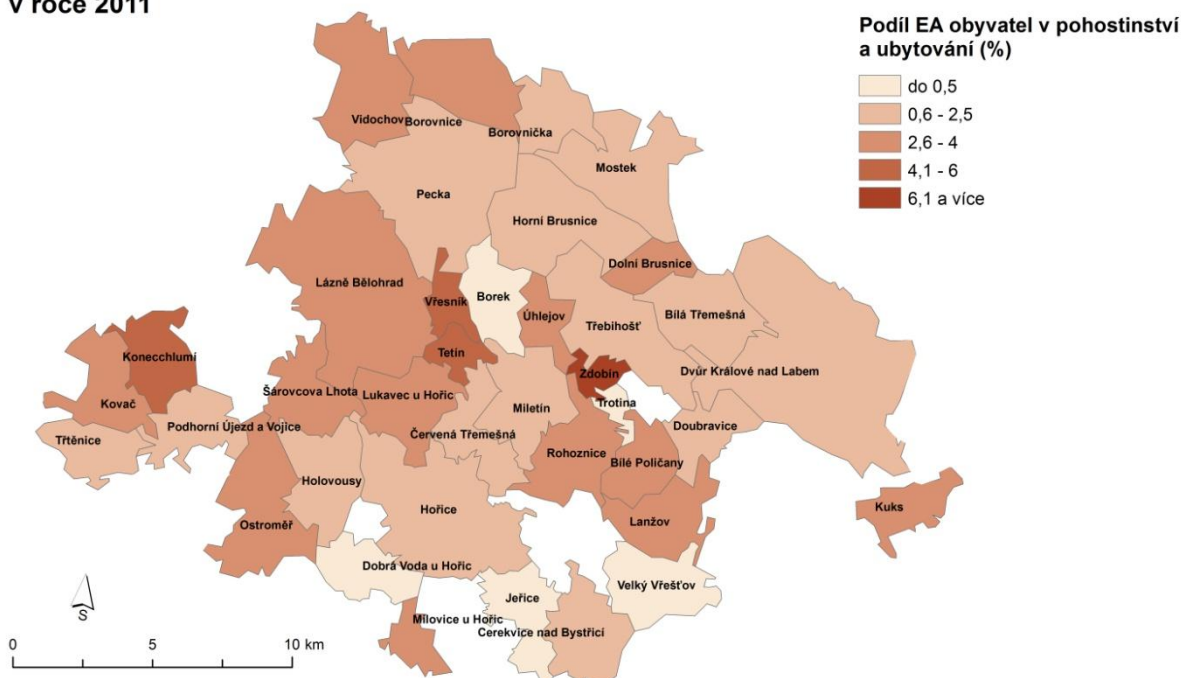 v roce 2011
Podíl EA obyvatel v pohostinství
a ubytování (%)
do 0,5
0,6 - 2,5
2,6 - 4
4,1 - 6
6,1 a více
Vidochov
Borovnice
Borovnička
Mostek
Pecka
Horní Brusnice
Dolní Brusnice
Lázně Bělohrad
Vřesník
Borek
Úhlejov
Třebihošť
Bílá Třemešná
Konecchlumí
Tetín
Zdobín
Dvůr Králové nad Labem
Šárovcova Lhota
Lukavec u Hořic
Kovač
Trotina
Miletín
Podhorní Újezd a Vojice
Červená Třemešná
Doubravice
Třtěnice
Rohoznice
Bílé Poličany
Holovousy
Hořice
Kuks
Ostroměř
Lanžov
Dobrá Voda u Hořic
Velký Vřešťov
Jeřice
Milovice u Hořic
Cerekvice nad Bystřicí
S
0 5 10 km